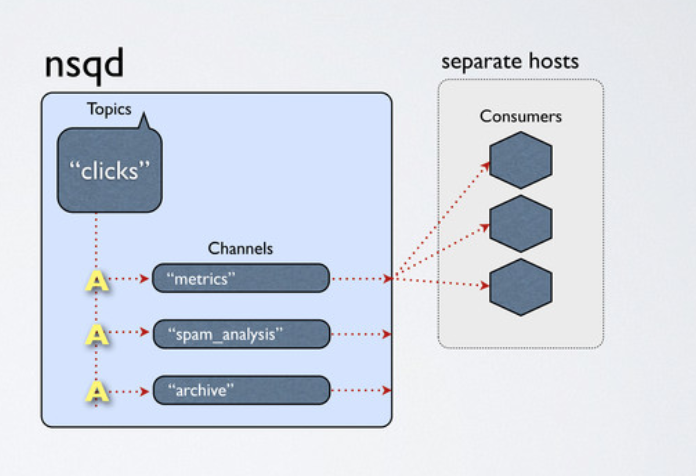 nsqd
separate hosts
Topics
Consumers
“clicks”
Channels
A
“metrics”
A
“spam_analysis”
A
“archive”